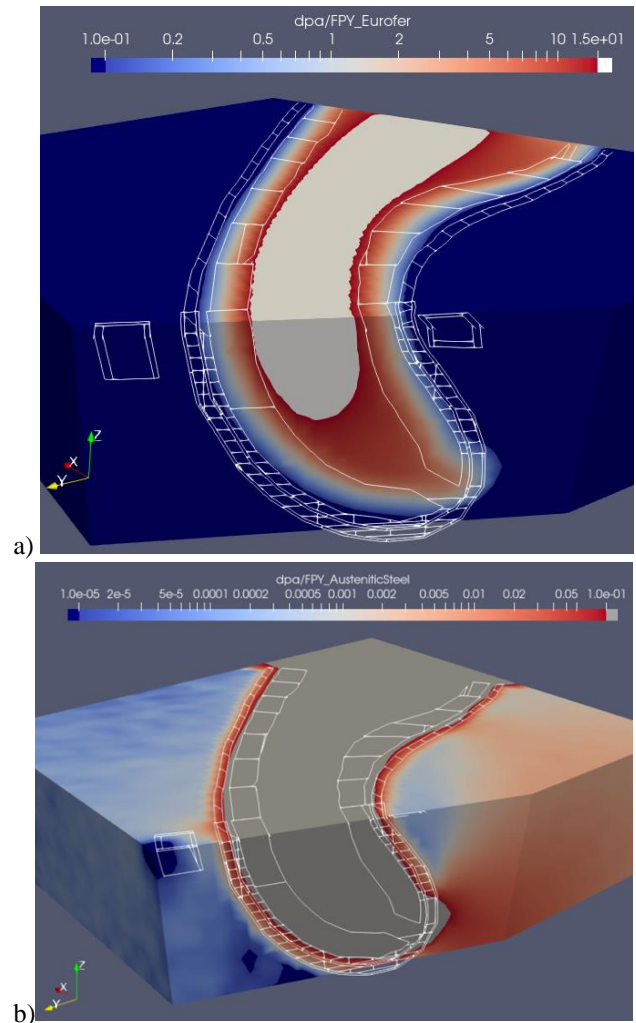 dpa/FPY_Eurofer
1.0e-01 0.2 0.5 1 2 5 10 1.5e+01
Z
X
Y
a)
dpa/FPY_AusteniticSteel
1.0e-05 2e-5 5e-5 0.0001 0.0002 0.0005 0.001 0.002 0.005 0.01 0.02 0.05 1.0e-01
Z
X
Y
b)